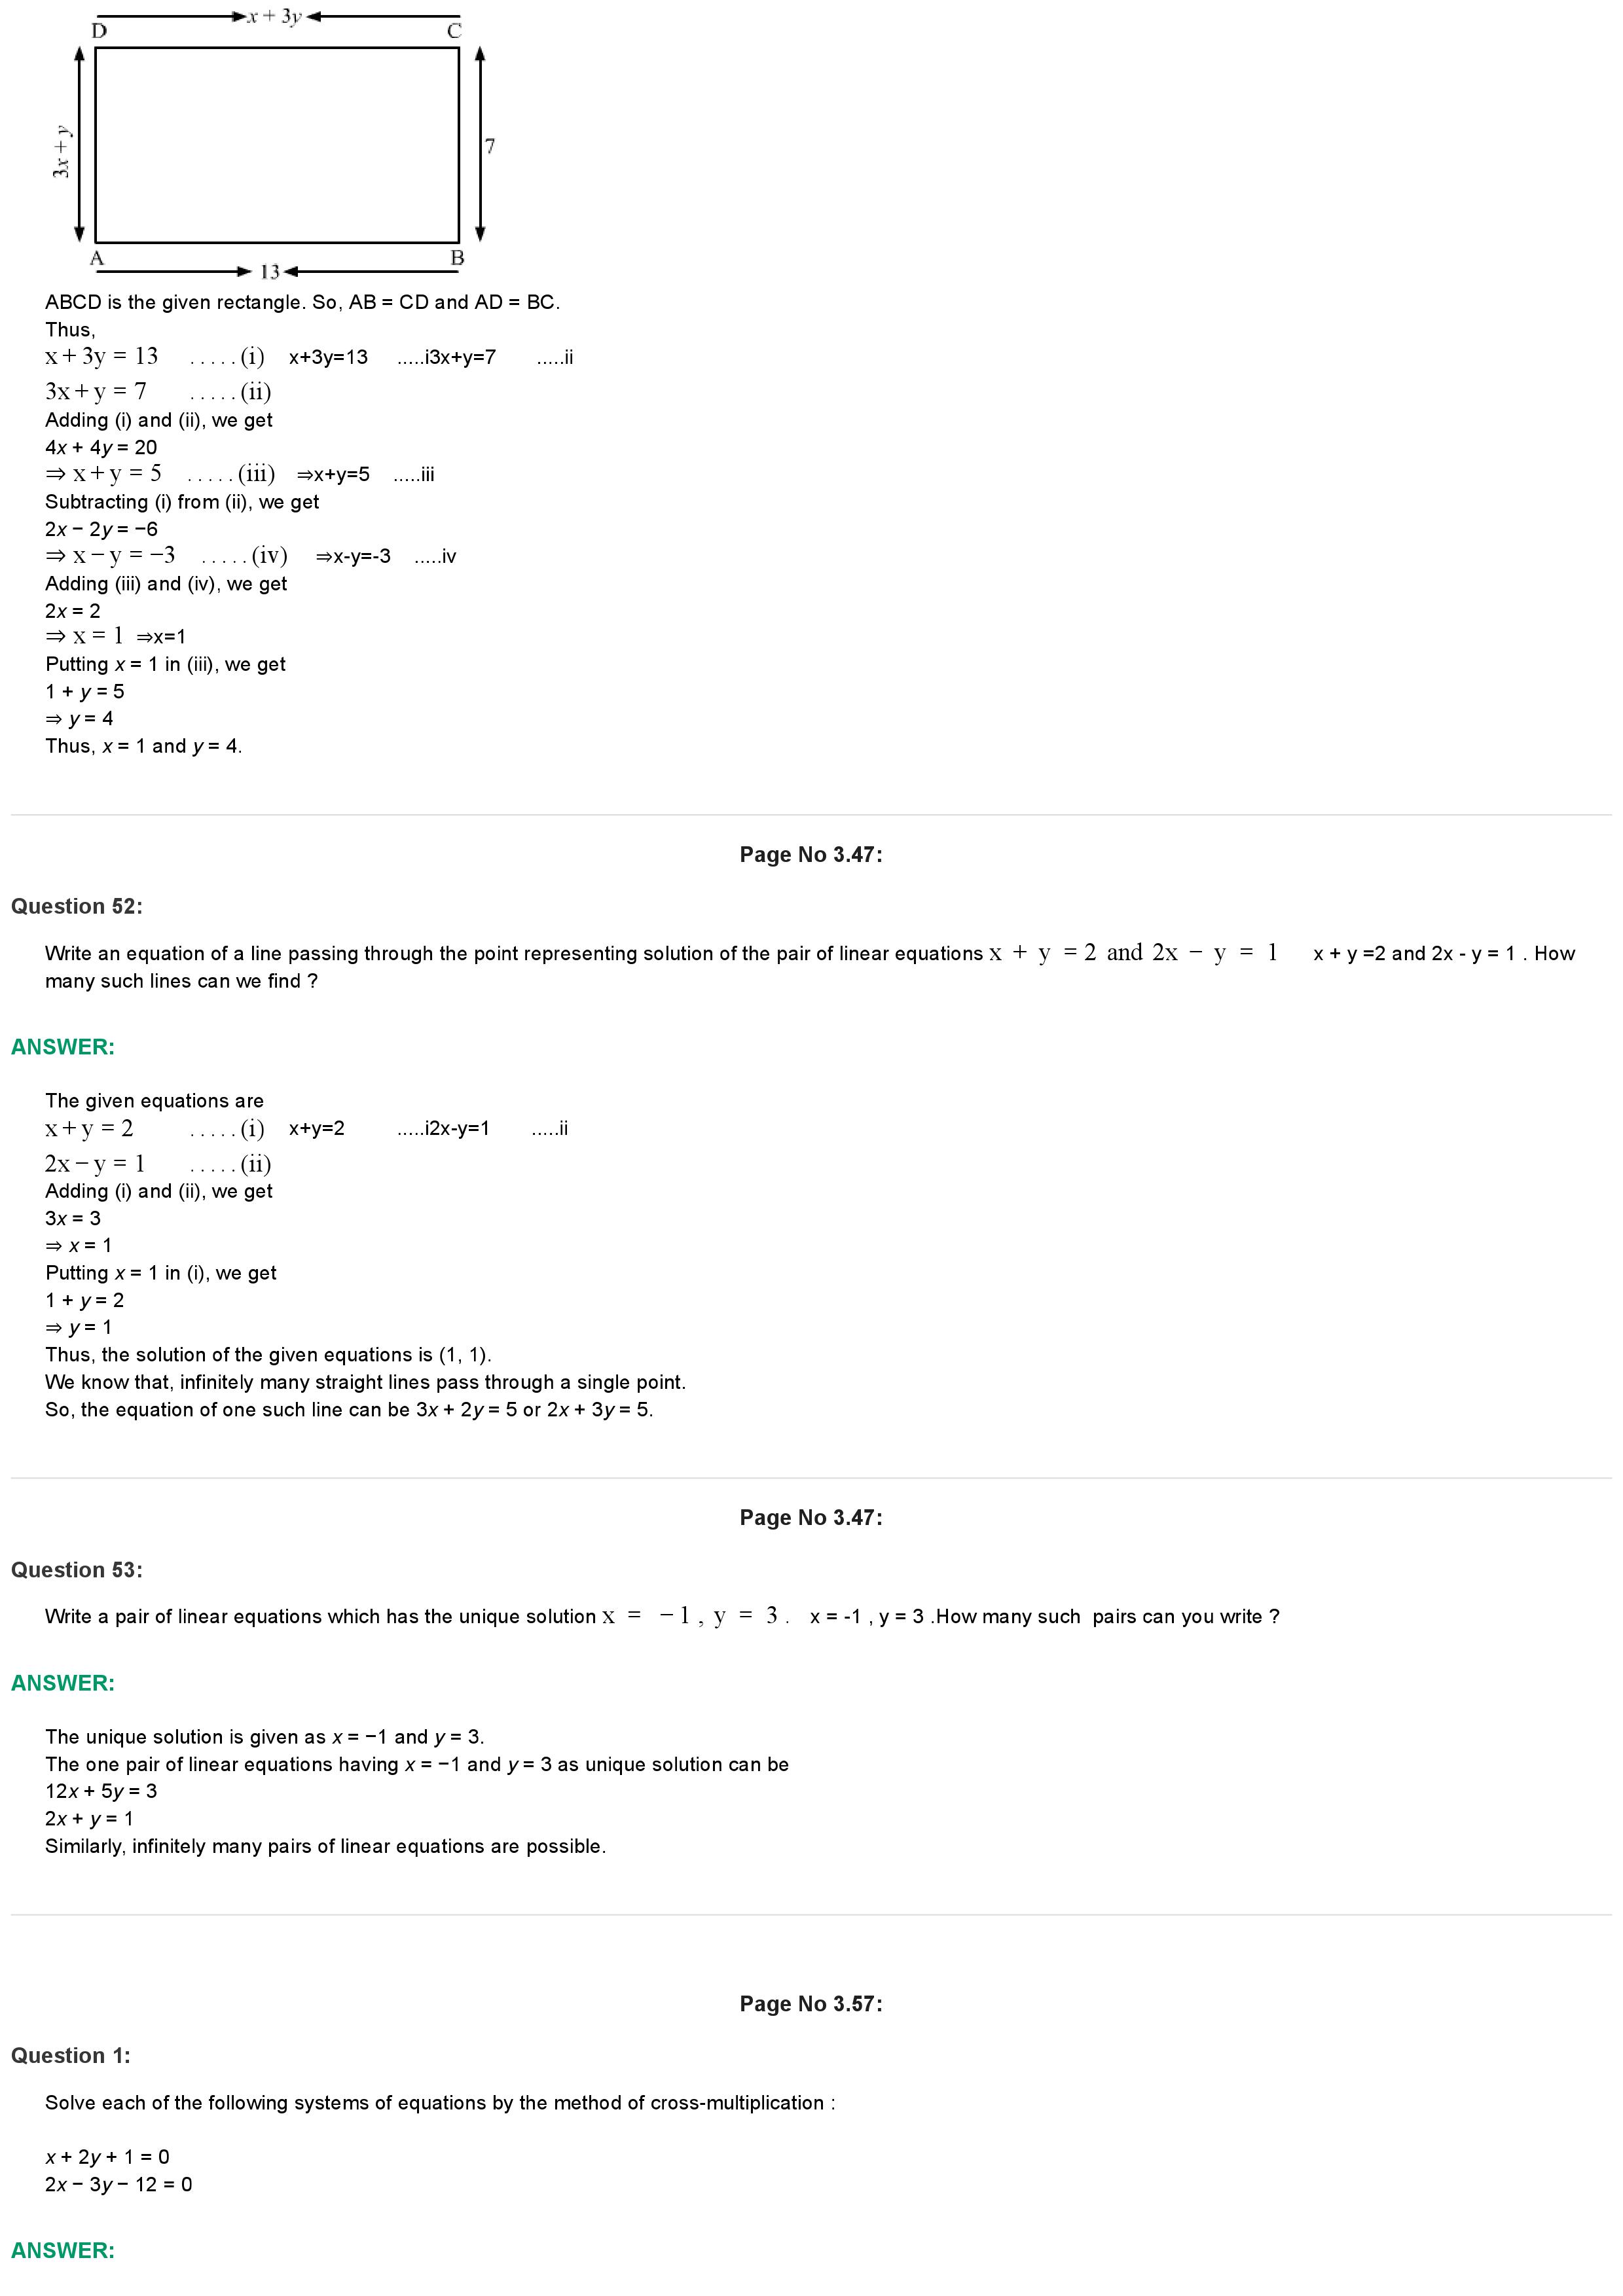 x + 3y
D C
3x + y
7
A B
13
ABCD is the given rectangle. So, AB = CD and AD = BC.
Thus,
x + 3y = 13 . . . . . (i) x+3y=13 .....i3x+y=7 .....ii
3x + y = 7 . . . . . (ii)
Adding (i) and (ii), we get
4x + 4y = 20
⇒ x + y = 5 . . . . . (iii) ⇒x+y=5 .....iii
Subtracting (i) from (ii), we get
2x − 2y = −6
⇒ x − y = −3 . . . . . (iv) ⇒x-y=-3 .....iv
Adding (iii) and (iv), we get
2x = 2
⇒ x = 1 ⇒x=1
Putting x = 1 in (iii), we get
1 + y = 5
⇒ y = 4
Thus, x = 1 and y = 4.
Page No 3.47:
Question 52:
Write an equation of a line passing through the point representing solution of the pair of linear equations x + y = 2 and 2x − y = 1 x + y =2 and 2x - y = 1 . How
many such lines can we find ?
ANSWER:
The given equations are
x + y = 2 . . . . . (i) x+y=2 .....i2x-y=1 .....ii
2x − y = 1 . . . . . (ii)
Adding (i) and (ii), we get
3x = 3
⇒ x = 1
Putting x = 1 in (i), we get
1 + y = 2
⇒ y = 1
Thus, the solution of the given equations is (1, 1).
We know that, infinitely many straight lines pass through a single point.
So, the equation of one such line can be 3x + 2y = 5 or 2x + 3y = 5.
Page No 3.47:
Question 53:
Write a pair of linear equations which has the unique solution x = − 1 , y = 3 . x = -1 , y = 3 .How many such pairs can you write ?
ANSWER:
The unique solution is given as x = −1 and y = 3.
The one pair of linear equations having x = −1 and y = 3 as unique solution can be
12x + 5y = 3
2x + y = 1
Similarly, infinitely many pairs of linear equations are possible.
Page No 3.57:
Question 1:
Solve each of the following systems of equations by the method of cross-multiplication :
x + 2y + 1 = 0
2x − 3y − 12 = 0
ANSWER: